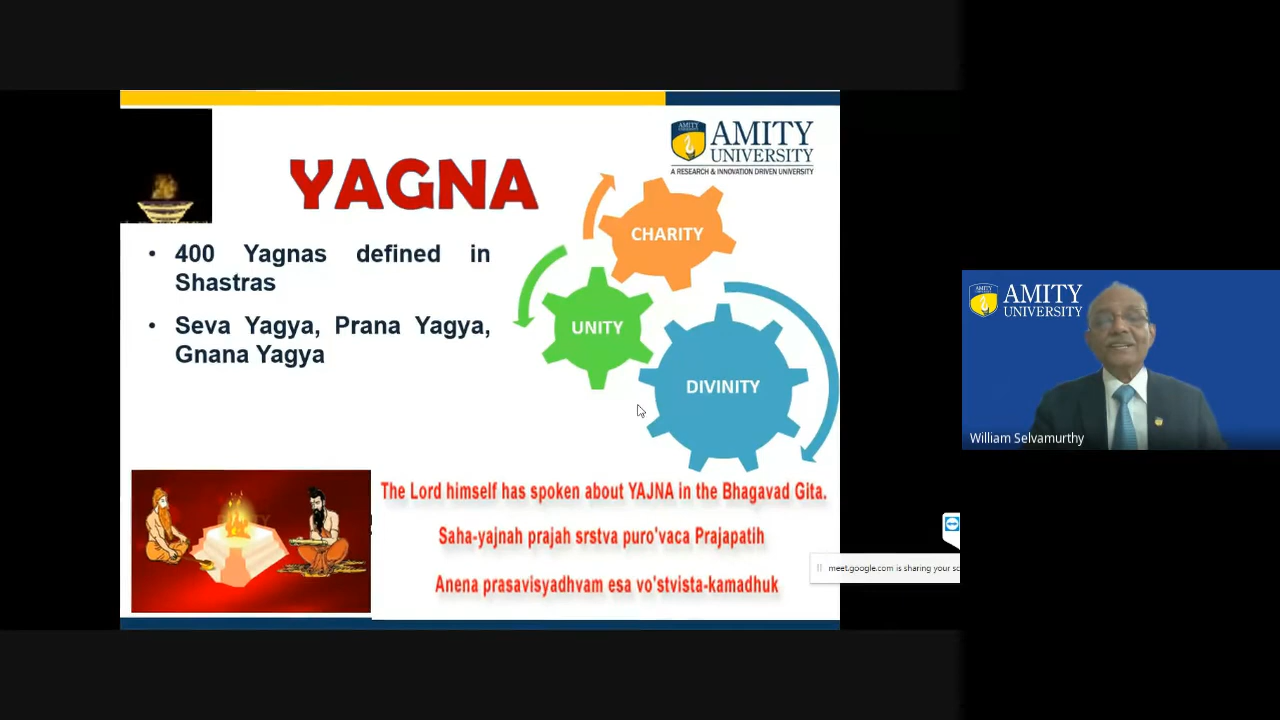 AMITY
UNIVERSITY
A RESEARCH & INNOVATION DRIVEN UNIVERSITY
YAGNA
CHARITY
UNITY
DIVINITY
• 400 Yagnas defined in
Shastras
• Seva Yagya, Prana Yagya,
Gnana Yagya
The Lord himself has spoken about YAJNA in the Bhagavad Gita.
Saha-yajnah prajah srstva puro'vaca Prajapatih
Anena prasavisyadhvam esa vo'stvista-kamadhuk
meet.google.com is sharing your sc
AMITY
UNIVERSITY
William Selvamurthy